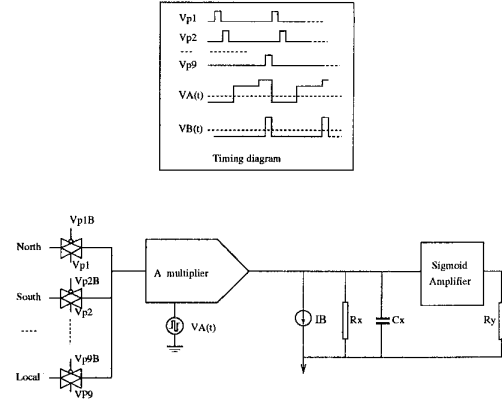 Vp1
Vp2
Vp9
VA(t)
VB(t)
Timing diagram
Vp1B
North
Vp1
Vp2B
South
Vp2
Vp9B
Local
VP9
A multiplier
VA(t)
IB
Rx
Cx
Sigmoid
Amplifier
Ry